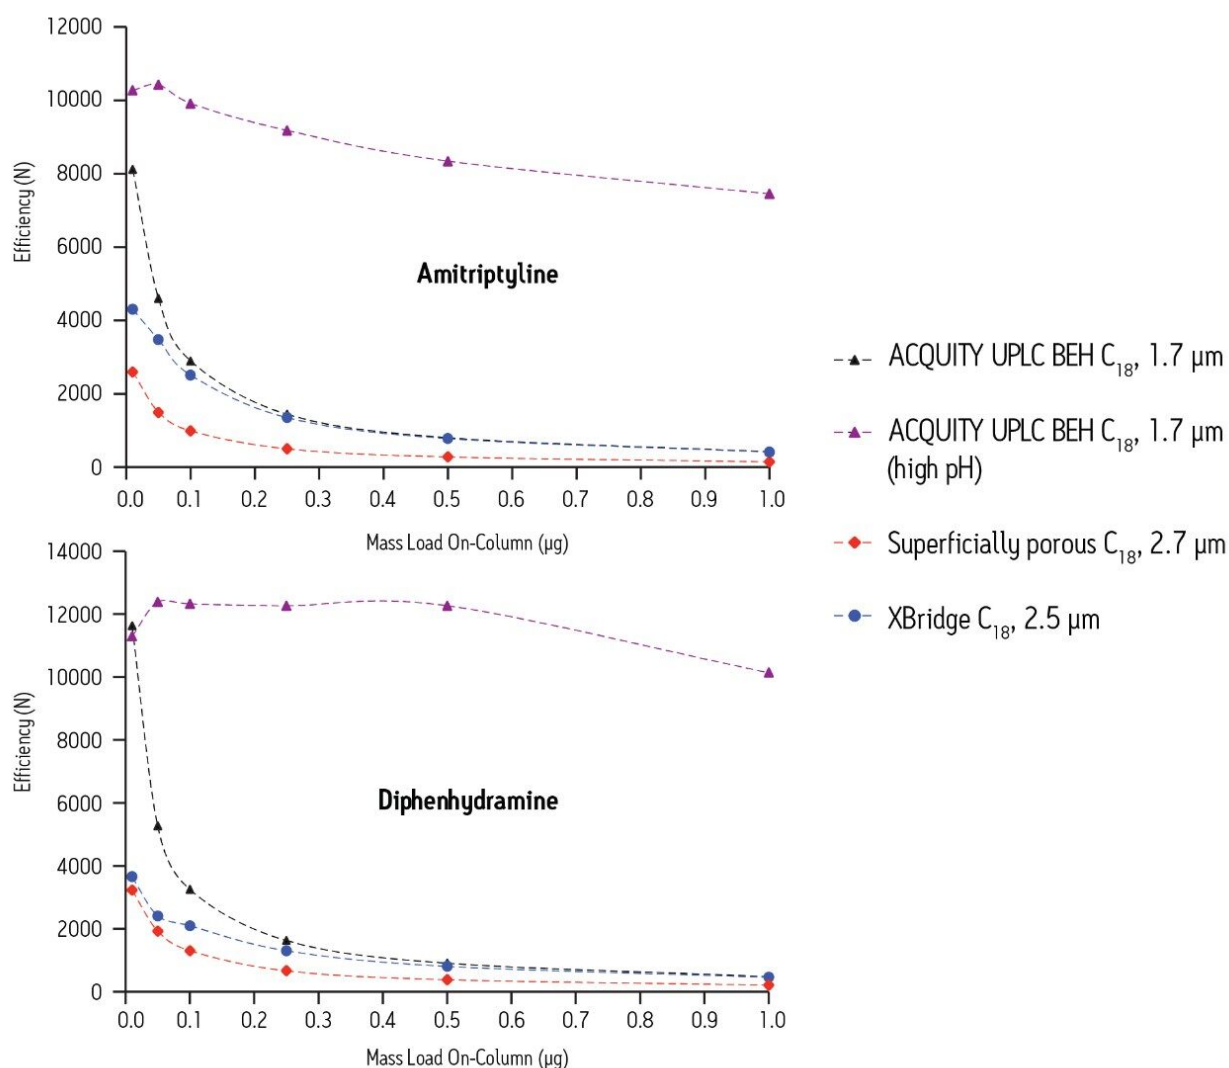 12000
10000
8000
6000
4000
2000
0
Efficiency (N)
Amitriptyline
0.0 0.1 0.2 0.3 0.4 0.5 0.6 0.7 0.8 0.9 1.0
Mass Load On-Column (µg)
14000
12000
10000
8000
6000
4000
2000
0
Efficiency (N)
Diphenhydramine
0.0 0.1 0.2 0.3 0.4 0.5 0.6 0.7 0.8 0.9 1.0
Mass Load On-Column (µg)
ACQUITY UPLC BEH C18, 1.7 µm
ACQUITY UPLC BEH C18, 1.7 µm
(high pH)
Superficially porous C18, 2.7 µm
XBridge C18, 2.5 µm